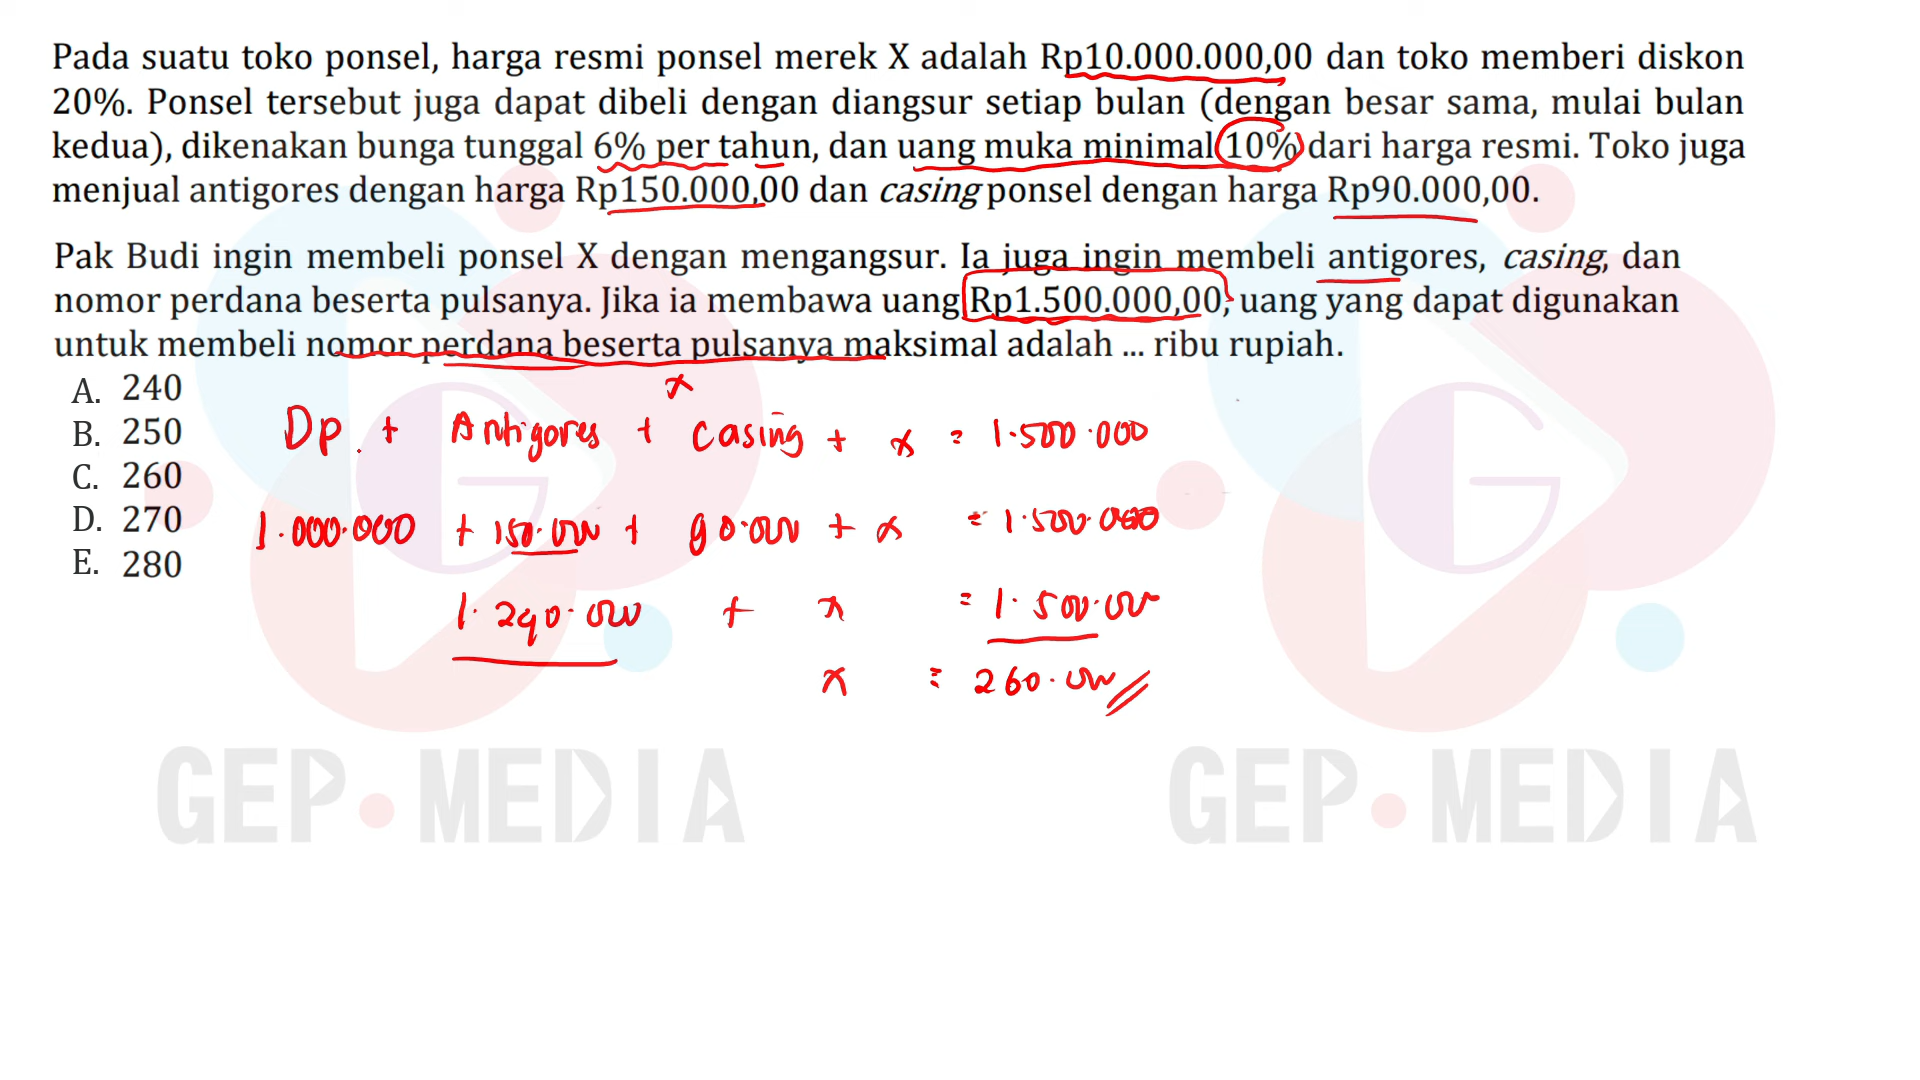 Pada suatu toko ponsel, harga resmi ponsel merek X adalah Rp10.000.000,00 dan toko memberi diskon
20%. Ponsel tersebut juga dapat dibeli dengan diangsur setiap bulan (dengan besar sama, mulai bulan
kedua), dikenakan bunga tunggal 6% per tahun, dan uang muka minimal 10% dari harga resmi. Toko juga
menjual antigores dengan harga Rp150.000,00 dan casing ponsel dengan harga Rp90.000,00.
Pak Budi ingin membeli ponsel X dengan mengangsur. Ia juga ingin membeli antigores, casing, dan
nomor perdana beserta pulsanya. Jika ia membawa uang Rp1.500.000,00, uang yang dapat digunakan
untuk membeli nomor perdana beserta pulsanya maksimal adalah ... ribu rupiah.
A. 240
B. 250
C. 260
D. 270
E. 280
x
Dp. + Antigores + casing + x = 1.500.000
1.000.000 + 150.000 + 90.000 + x = 1.500.000
1.240.000 + x = 1.500.000
x = 260.000
GEP MEDIA
GEP MEDIA